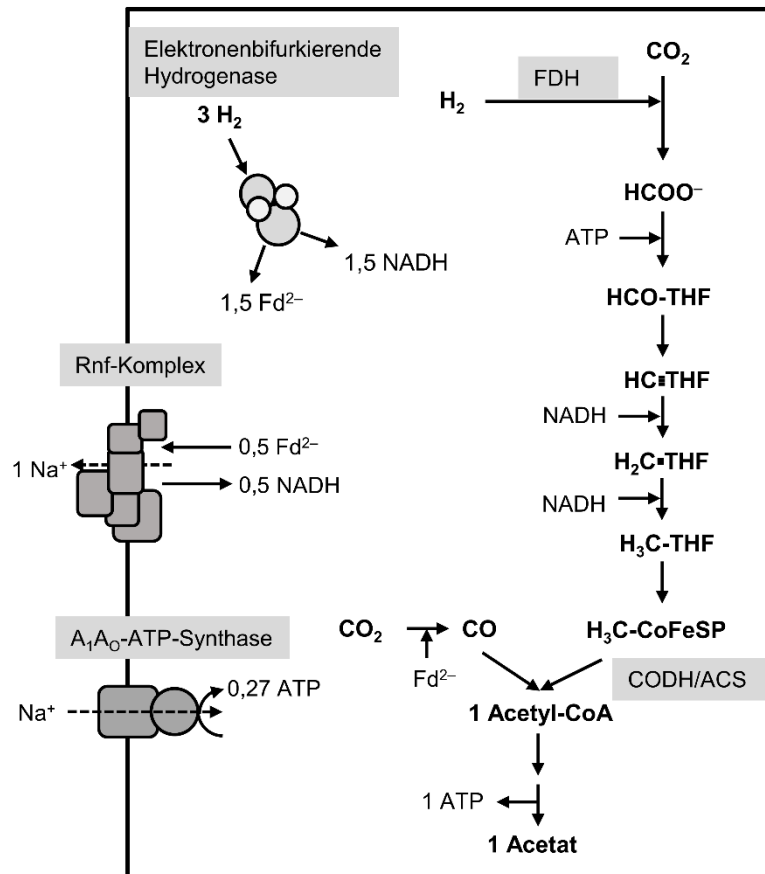 Elektronenbifurkierende
Hydrogenase
3 H₂
1,5 NADH
1,5 Fd²⁻
Rnf-Komplex
0,5 Fd²⁻
1 Na⁺
0,5 NADH
A₁A_O-ATP-Synthase
0,27 ATP
Na⁺
CO₂
FDH
H₂
HCOO⁻
ATP
HCO-THF
HC≡THF
NADH
H₂C=THF
NADH
H₃C-THF
CO₂
CO
H₃C-CoFeSP
Fd²⁻
CODH/ACS
1 Acetyl-CoA
1 ATP
1 Acetat